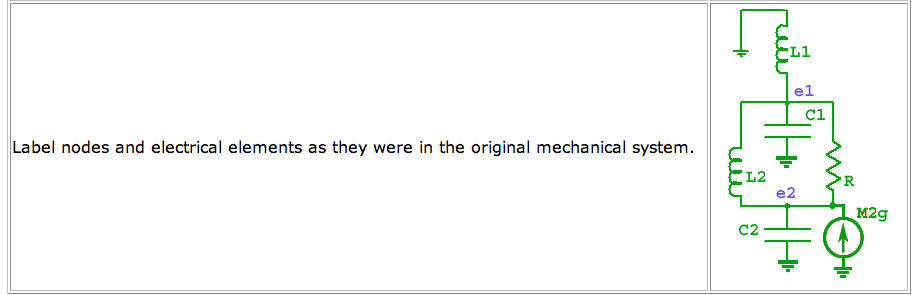 Label nodes and electrical elements as they were in the original mechanical system.
L1
e1
C1
L2
R
e2
M2g
C2